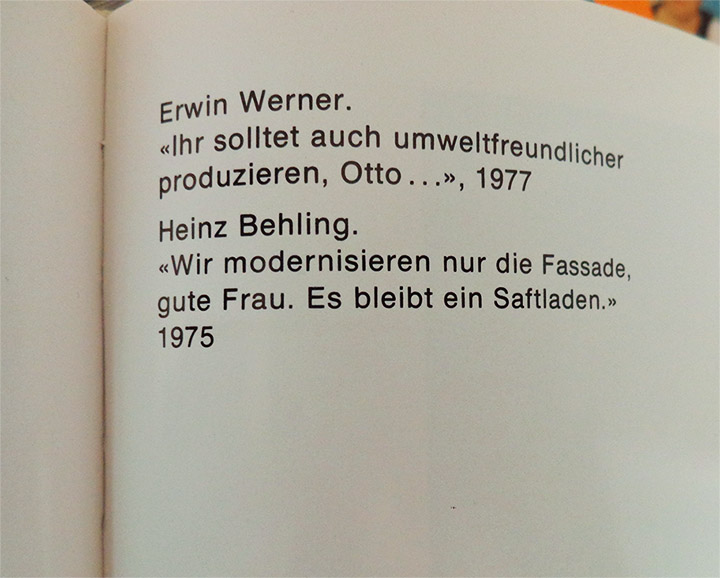 Erwin Werner.
«Ihr solltet auch umweltfreundlicher
produzieren, Otto ...», 1977
Heinz Behling.
«Wir modernisieren nur die Fassade,
gute Frau. Es bleibt ein Saftladen.»
1975